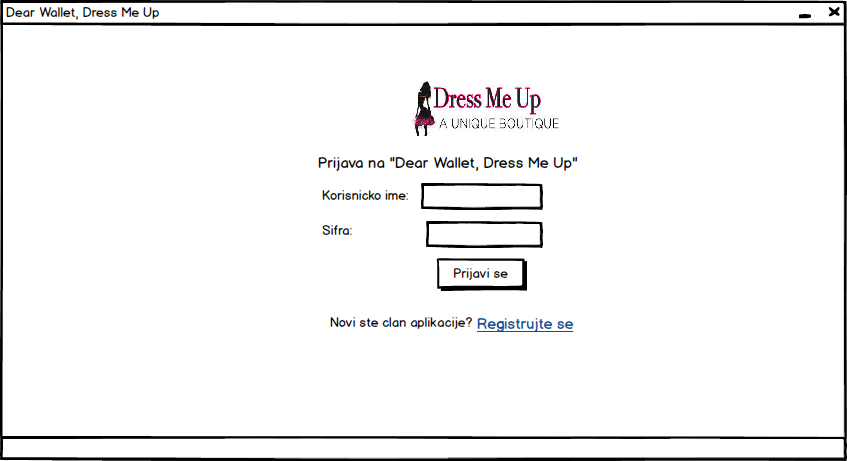 Dear Wallet, Dress Me Up
Dress Me Up
A UNIQUE BOUTIQUE
Prijava na "Dear Wallet, Dress Me Up"
Korisnicko ime:
Sifra:
Prijavi se
Novi ste clan aplikacije? Registrujte se